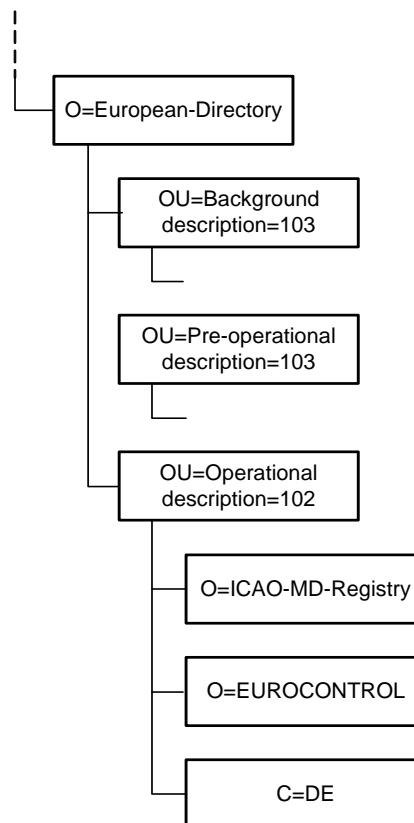 O=European-Directory
OU=Background
description=103
OU=Pre-operational
description=103
OU=Operational
description=102
O=ICAO-MD-Registry
O=EUROCONTROL
C=DE